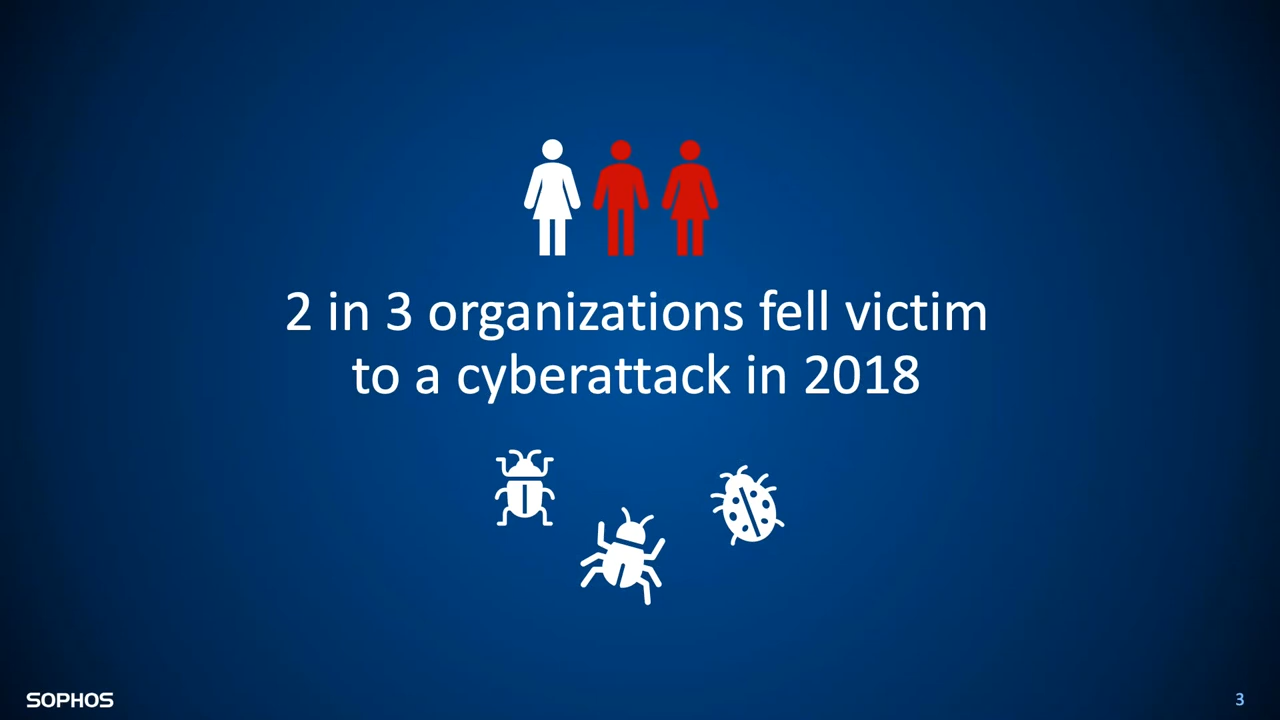 2 in 3 organizations fell victim
to a cyberattack in 2018
SOPHOS
3